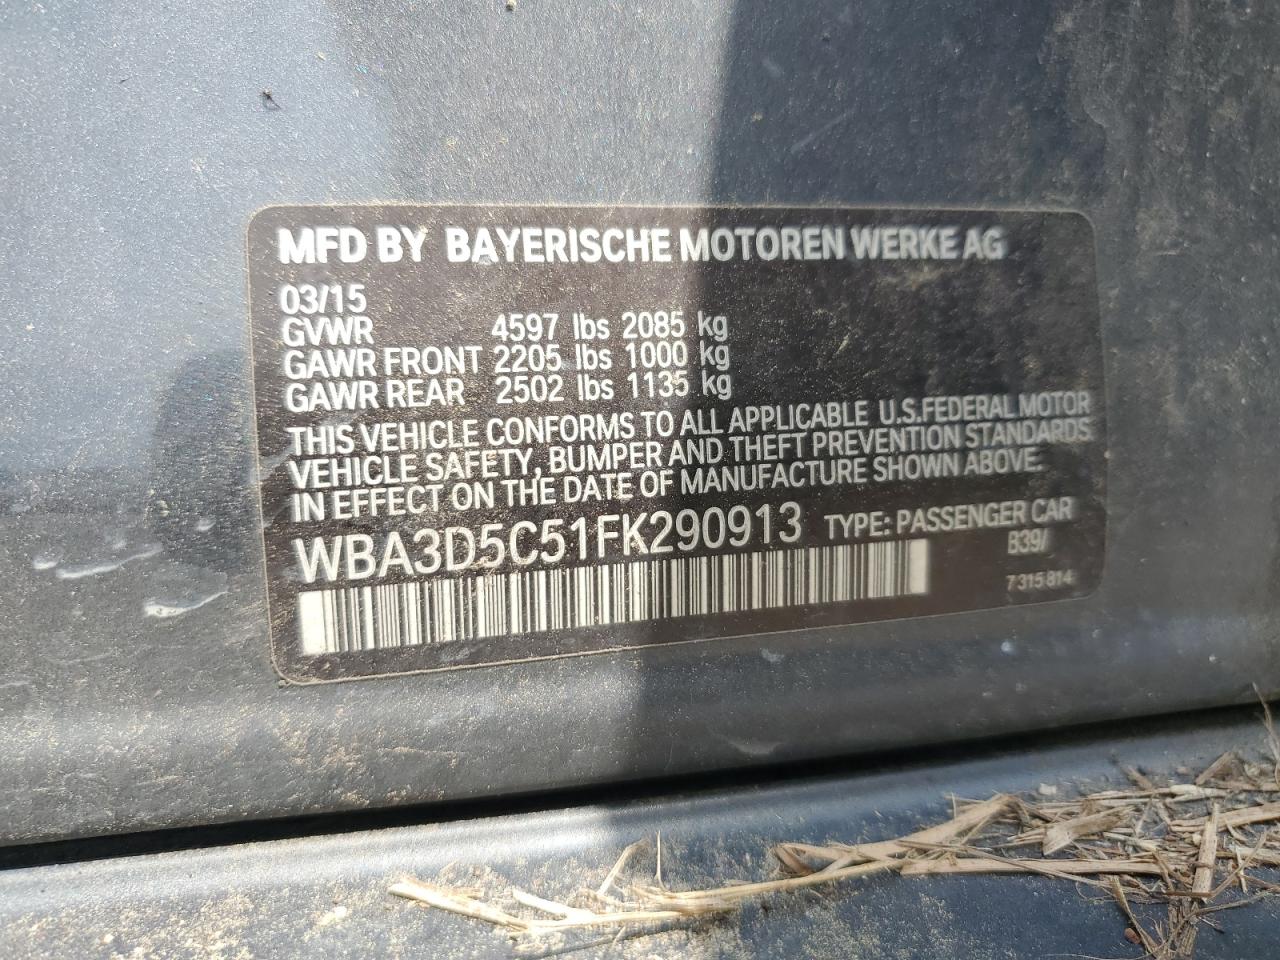 MFD BY BAYERISCHE MOTOREN WERKE AG
03/15
GVWR 4597 lbs 2085 kg
GAWR FRONT 2205 lbs 1000 kg
GAWR REAR 2502 lbs 1135 kg
THIS VEHICLE CONFORMS TO ALL APPLICABLE U.S.FEDERAL MOTOR
VEHICLE SAFETY, BUMPER AND THEFT PREVENTION STANDARDS
IN EFFECT ON THE DATE OF MANUFACTURE SHOWN ABOVE.
WBA3D5C51FK290913 TYPE: PASSENGER CAR
B39/
7 315 814